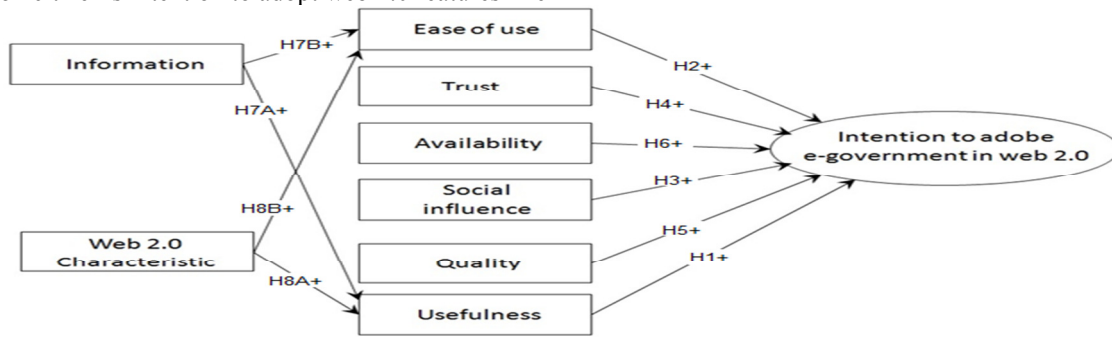 Ease of use
H7B+
Information
H2+
Trust
H7A+
H4+
Availability
H6+
Intention to adobe
e-government in web 2.0
Social
influence
H3+
H8B+
Web 2.0
Characteristic
H5+
Quality
H1+
H8A+
Usefulness